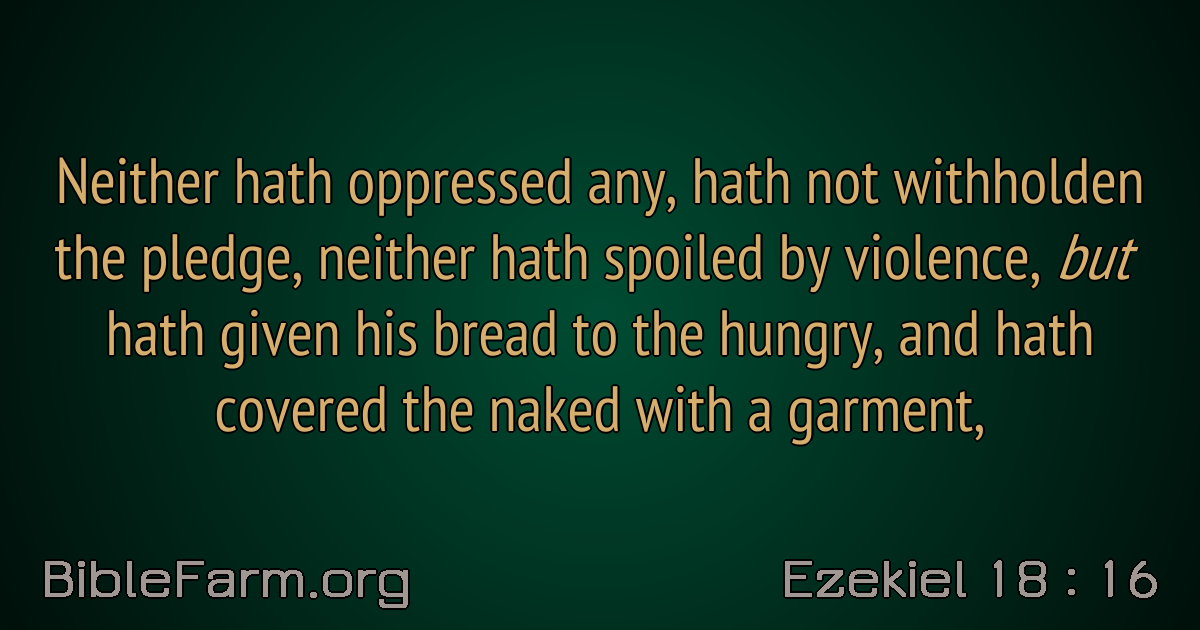 Neither hath oppressed any, hath not withholden
the pledge, neither hath spoiled by violence, but
hath given his bread to the hungry, and hath
covered the naked with a garment,
BibleFarm.org
Ezekiel 18 : 16